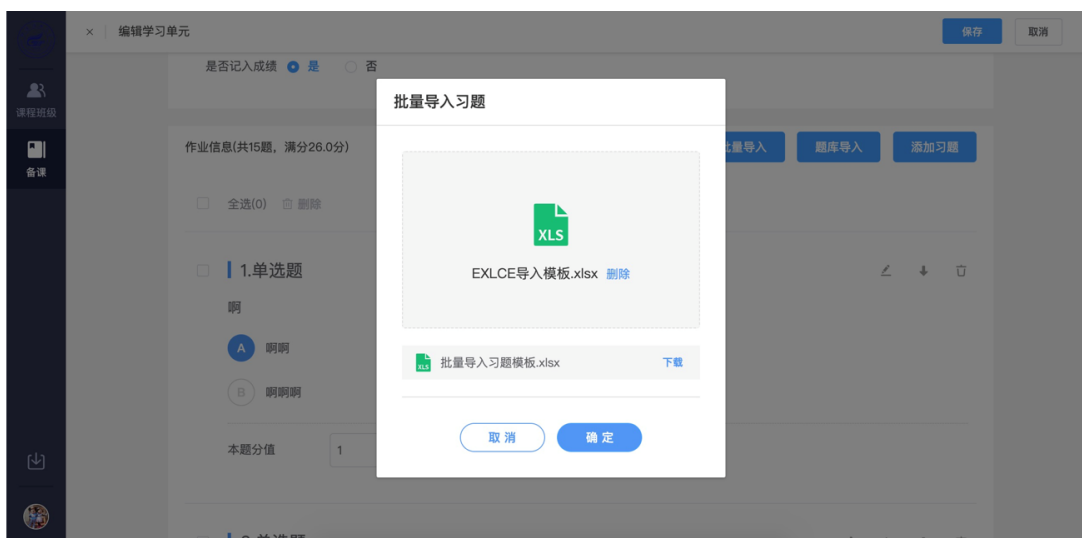 × 编辑学习单元 保存 取消
课程班级
备课
是否记入成绩 是 否
作业信息(共15题，满分26.0分) 批量导入 题库导入 添加习题
全选(0) 删除
1.单选题
啊
A 啊啊
B 啊啊啊
本题分值 1
批量导入习题
XLS
EXLCE导入模板.xlsx 删除
XLS 批量导入习题模板.xlsx 下载
取消 确定